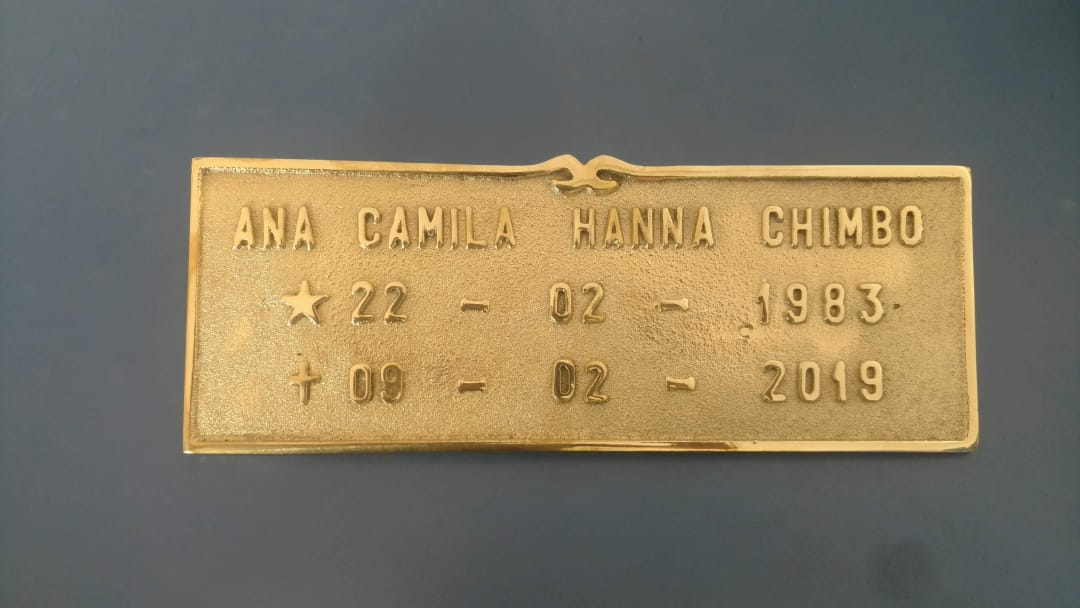 ANA CAMILA HANNA CHIMBO
★ 22 - 02 - 1983
✝ 09 - 02 - 2019